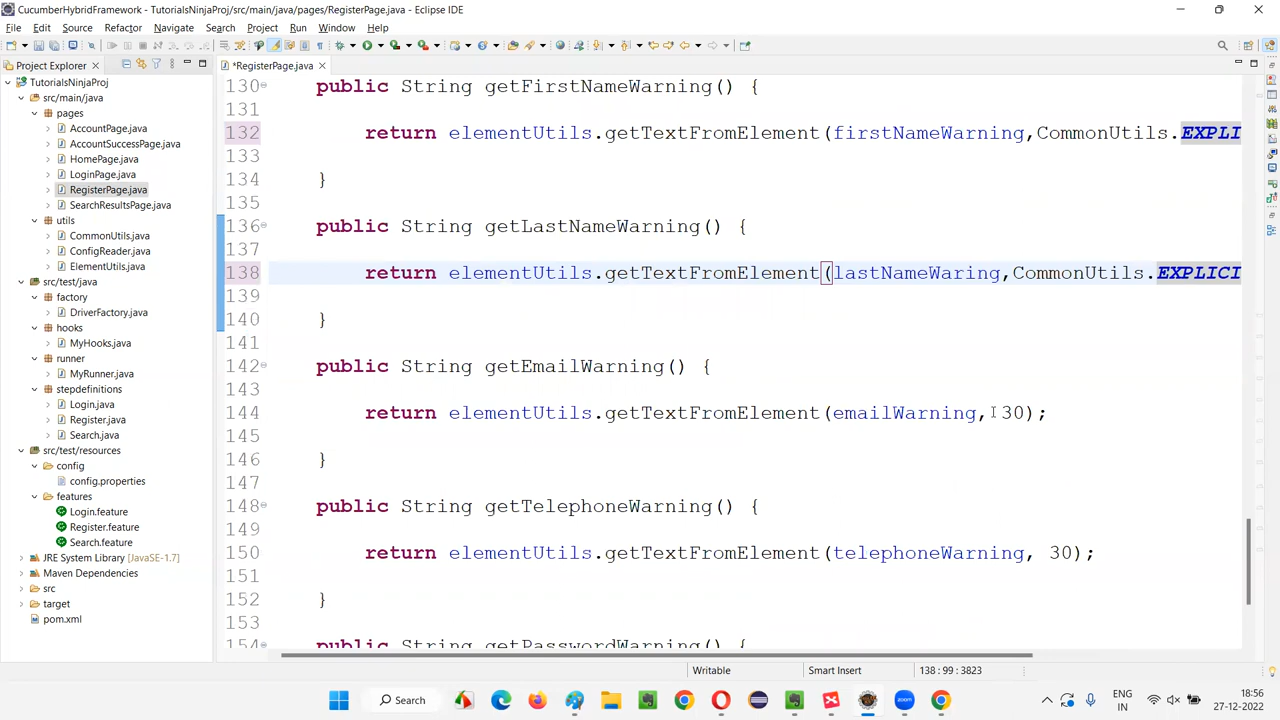 CucumberHybridFramework - TutorialsNinjaProj/src/main/java/pages/RegisterPage.java - Eclipse IDE
File Edit Source Refactor Navigate Search Project Run Window Help
Project Explorer
*RegisterPage.java
TutorialsNinjaProj
src/main/java
pages
AccountPage.java
AccountSuccessPage.java
HomePage.java
LoginPage.java
RegisterPage.java
SearchResultsPage.java
utils
CommonUtils.java
ConfigReader.java
ElementUtils.java
src/test/java
factory
DriverFactory.java
hooks
MyHooks.java
runner
MyRunner.java
stepdefinitions
Login.java
Register.java
Search.java
src/test/resources
config
config.properties
features
Login.feature
Register.feature
Search.feature
JRE System Library [JavaSE-1.7]
Maven Dependencies
src
target
pom.xml
130 public String getFirstNameWarning() {
131
132 return elementUtils.getTextFromElement(firstNameWarning,CommonUtils.EXPLI
133
134 }
135
136 public String getLastNameWarning() {
137
138 return elementUtils.getTextFromElement(lastNameWaring,CommonUtils.EXPLICI
139
140 }
141
142 public String getEmailWarning() {
143
144 return elementUtils.getTextFromElement(emailWarning, 30);
145
146 }
147
148 public String getTelephoneWarning() {
149
150 return elementUtils.getTextFromElement(telephoneWarning, 30);
151
152 }
153
154 public String getPasswordWarning() {
Writable Smart Insert 138 : 99 : 3823
Search
ENG
IN
18:56
27-12-2022